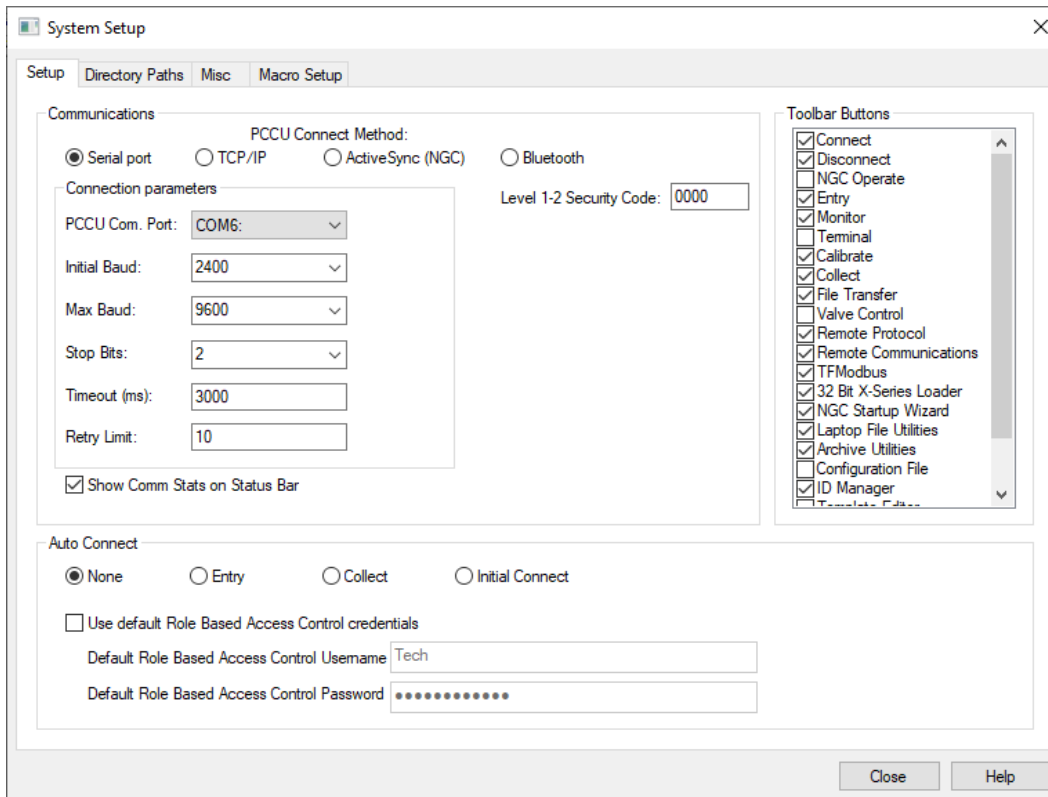 System Setup
Setup Directory Paths Misc Macro Setup
Communications
PCCU Connect Method:
Serial port TCP/IP ActiveSync (NGC) Bluetooth
Connection parameters
Level 1-2 Security Code: 0000
PCCU Com. Port: COM6:
Initial Baud: 2400
Max Baud: 9600
Stop Bits: 2
Timeout (ms): 3000
Retry Limit: 10
Show Comm Stats on Status Bar
Toolbar Buttons
Connect
Disconnect
NGC Operate
Entry
Monitor
Terminal
Calibrate
Collect
File Transfer
Valve Control
Remote Protocol
Remote Communications
TFModbus
32 Bit X-Series Loader
NGC Startup Wizard
Laptop File Utilities
Archive Utilities
Configuration File
ID Manager
Template Editor
Auto Connect
None Entry Collect Initial Connect
Use default Role Based Access Control credentials
Default Role Based Access Control Username Tech
Default Role Based Access Control Password ●●●●●●●●●●●●
Close Help